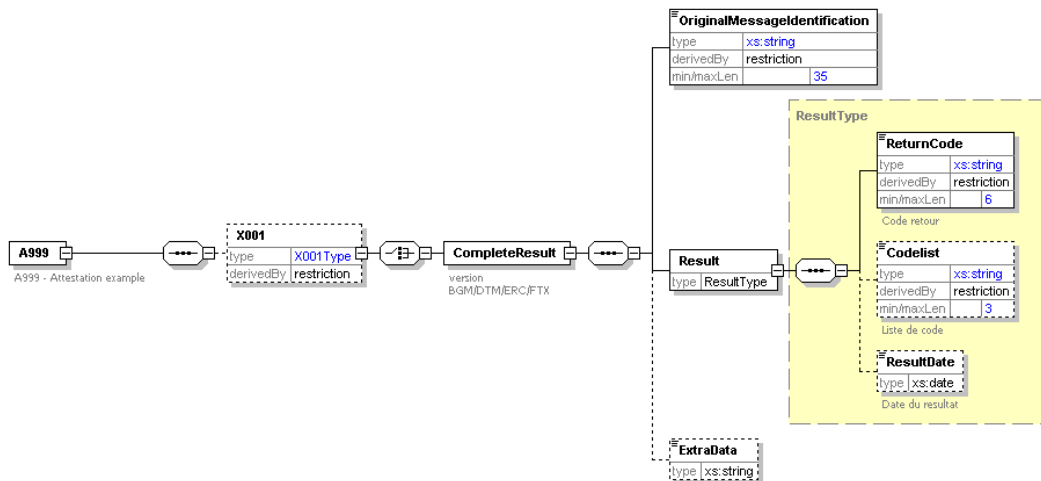 OriginalMessageIdentification
type xs:string
derivedBy restriction
min/maxLen 35
ResultType
ReturnCode
type xs:string
derivedBy restriction
min/maxLen 6
Code retour
A999
A999 - Attestation example
X001
type X001Type
derivedBy restriction
CompleteResult
version
BGM/DTM/ERC/FTX
Result
type ResultType
Codelist
type xs:string
derivedBy restriction
min/maxLen 3
Liste de code
ResultDate
type xs:date
Date du resultat
ExtraData
type xs:string